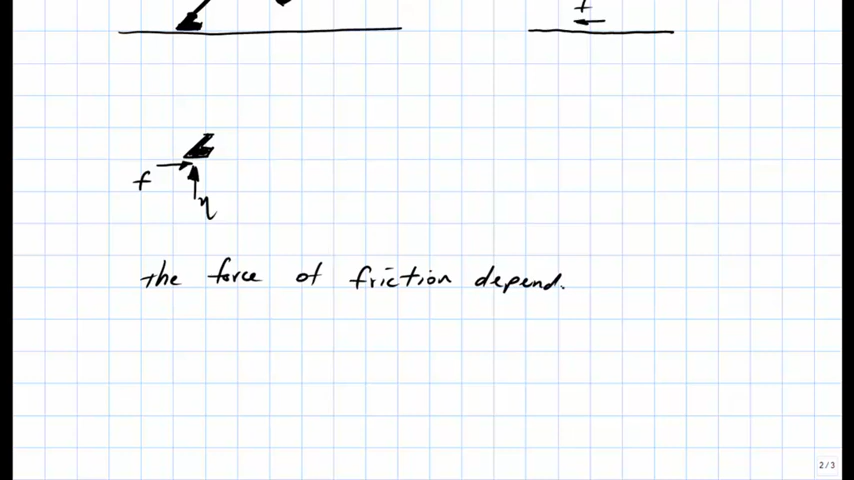 f
f
η
the force of friction depend.
2/3